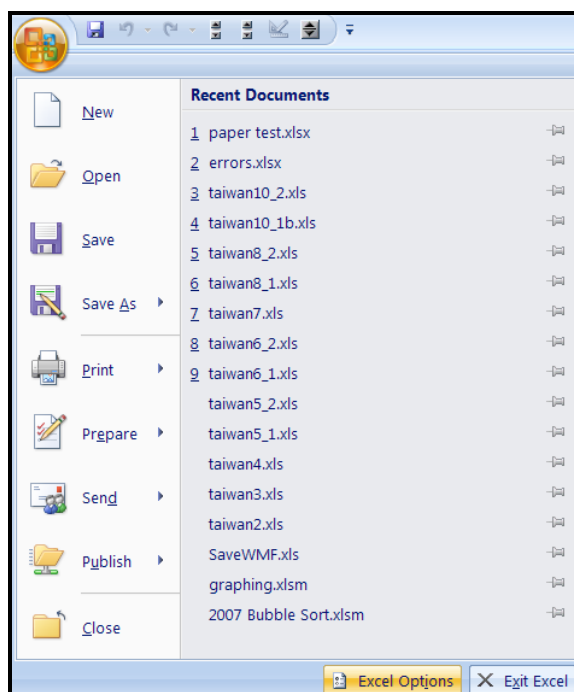 New
Open
Save
Save As
Print
Prepare
Send
Publish
Close
Recent Documents
1 paper test.xlsx
2 errors.xlsx
3 taiwan10_2.xls
4 taiwan10_1b.xls
5 taiwan8_2.xls
6 taiwan8_1.xls
7 taiwan7.xls
8 taiwan6_2.xls
9 taiwan6_1.xls
taiwan5_2.xls
taiwan5_1.xls
taiwan4.xls
taiwan3.xls
taiwan2.xls
SaveWMF.xls
graphing.xlsm
2007 Bubble Sort.xlsm
Excel Options
Exit Excel